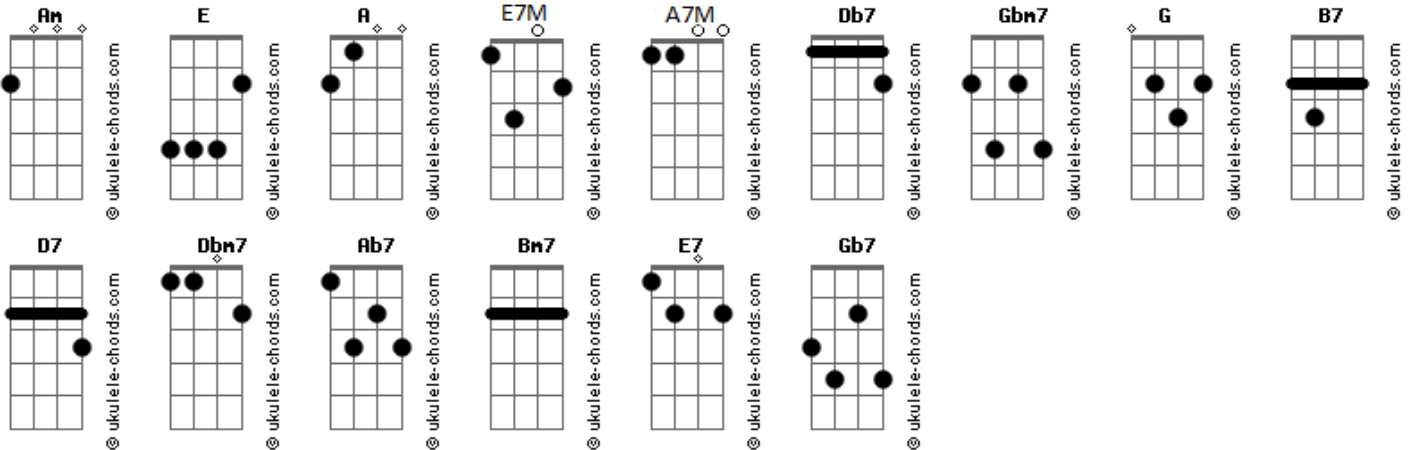 Am E A E7M A7M Db7 Gbm7 G B7
© ukulele-chords.com © ukulele-chords.com © ukulele-chords.com © ukulele-chords.com © ukulele-chords.com © ukulele-chords.com © ukulele-chords.com © ukulele-chords.com © ukulele-chords.com
D7 Dbm7 Ab7 Bm7 E7 Gb7
© ukulele-chords.com © ukulele-chords.com © ukulele-chords.com © ukulele-chords.com © ukulele-chords.com © ukulele-chords.com